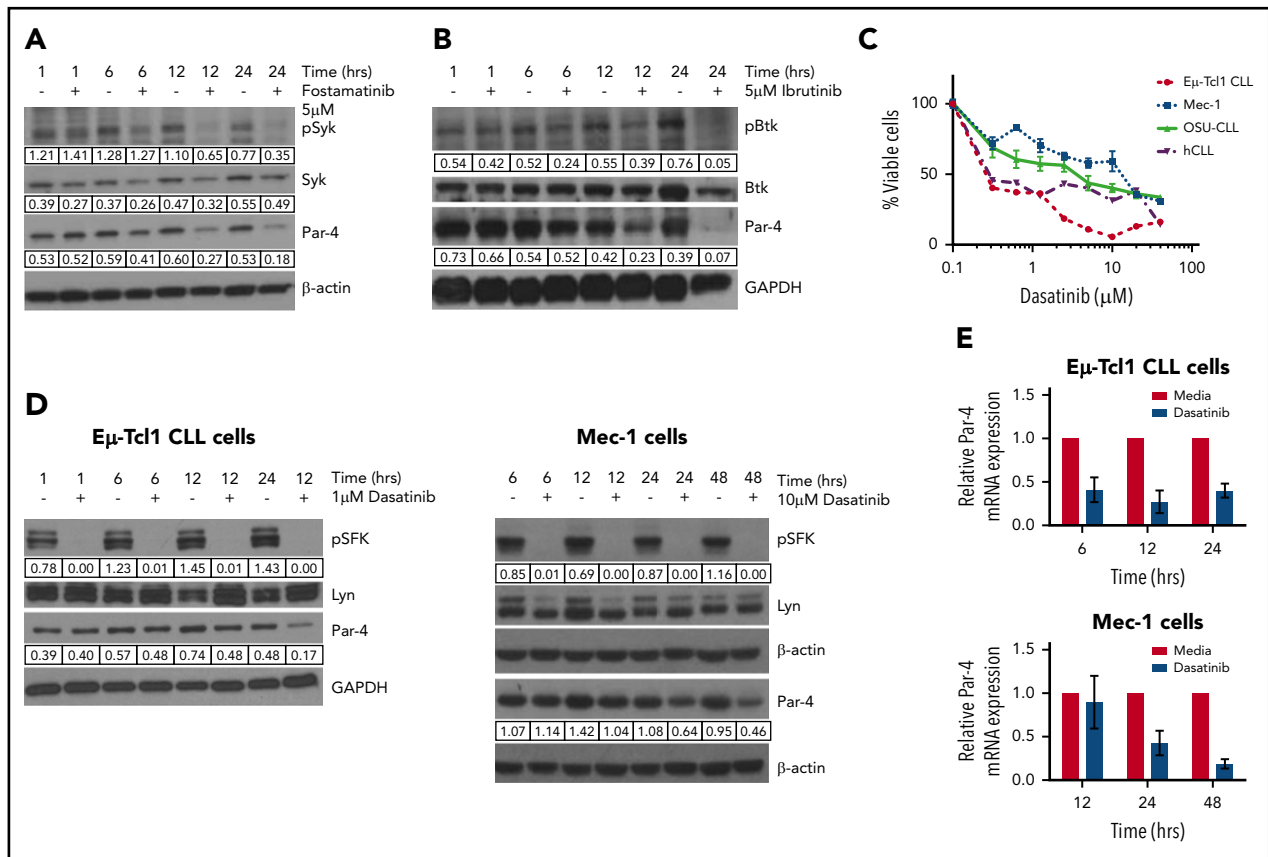 A
1 1 6 6 12 12 24 24 Time (hrs)
- + - + - + - + Fostamatinib
5μM
pSyk
1.21 1.41 1.28 1.27 1.10 0.65 0.77 0.35
Syk
0.39 0.27 0.37 0.26 0.47 0.32 0.55 0.49
Par-4
0.53 0.52 0.59 0.41 0.60 0.27 0.53 0.18
β-actin
B
1 1 6 6 12 12 24 24 Time (hrs)
- + - + - + - + 5μM Ibrutinib
pBtk
0.54 0.42 0.52 0.24 0.55 0.39 0.76 0.05
Btk
Par-4
0.73 0.66 0.54 0.52 0.42 0.23 0.39 0.07
GAPDH
C
Eμ-Tcl1 CLL
Mec-1
OSU-CLL
hCLL
% Viable cells
100
50
0
0.1 1 10 100
Dasatinib (μM)
D
Eμ-Tcl1 CLL cells
1 1 6 6 12 12 24 12 Time (hrs)
- + - + - + - + 1μM Dasatinib
pSFK
0.78 0.00 1.23 0.01 1.45 0.01 1.43 0.00
Lyn
Par-4
0.39 0.40 0.57 0.48 0.74 0.48 0.48 0.17
GAPDH
Mec-1 cells
6 6 12 12 24 24 48 48 Time (hrs)
- + - + - + - + 10μM Dasatinib
pSFK
0.85 0.01 0.69 0.00 0.87 0.00 1.16 0.00
Lyn
β-actin
Par-4
1.07 1.14 1.42 1.04 1.08 0.64 0.95 0.46
β-actin
E
Eμ-Tcl1 CLL cells
Relative Par-4
mRNA expression
1.5
1.0
0.5
0.0
Media
Dasatinib
6 12 24
Time (hrs)
Mec-1 cells
Relative Par-4
mRNA expression
1.5
1.0
0.5
0.0
Media
Dasatinib
12 24 48
Time (hrs)